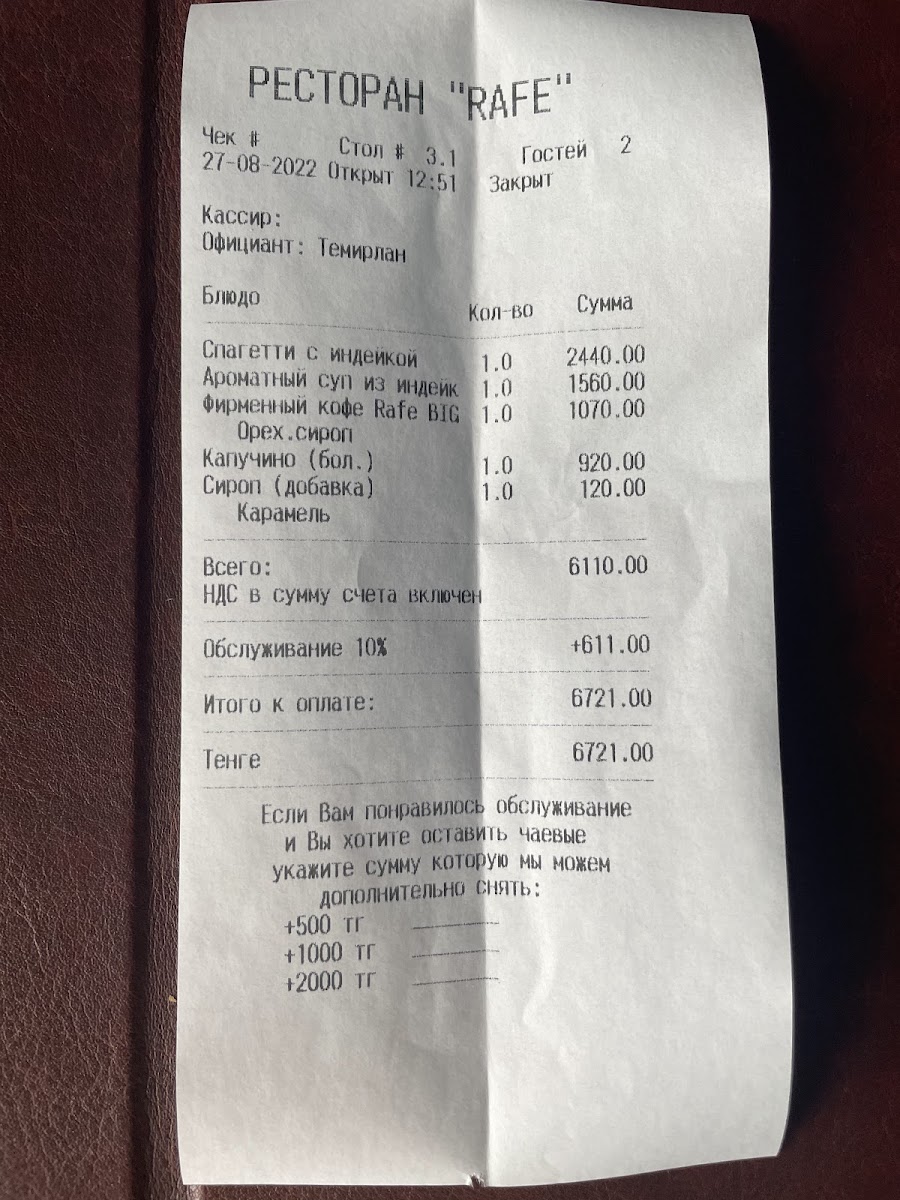 РЕСТОРАН "RAFE"
Чек # Стол # 3.1 Гостей 2
27-08-2022 Открыт 12:51 Закрыт
Кассир:
Официант: Темирлан
Блюдо Кол-во Сумма
Спагетти с индейкой 1.0 2440.00
Ароматный суп из индейк 1.0 1560.00
Фирменный кофе Rafe BIG 1.0 1070.00
Орех.сироп
Капучино (бол.) 1.0 920.00
Сироп (добавка) 1.0 120.00
Карамель
Всего: 6110.00
НДС в сумму счета включен
Обслуживание 10% +611.00
Итого к оплате: 6721.00
Тенге 6721.00
Если Вам понравилось обслуживание
и Вы хотите оставить чаевые
укажите сумму которую мы можем
дополнительно снять:
+500 тг
+1000 тг
+2000 тг